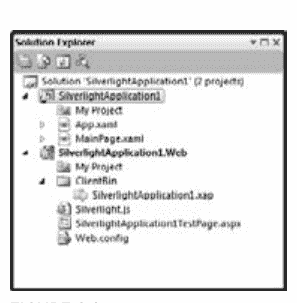 Solution Explorer
Solution 'SilverlightApplication1' (2 projects)
SilverlightApplication1
My Project
App.xaml
MainPage.xaml
SilverlightApplication1.Web
My Project
ClientBin
SilverlightApplication1.xap
Silverlight.js
SilverlightApplication1TestPage.aspx
Web.config